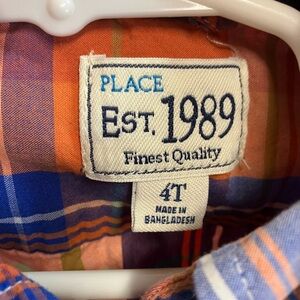 PLACE
EST. 1989
Finest Quality
4T
MADE IN
BANGLADESH